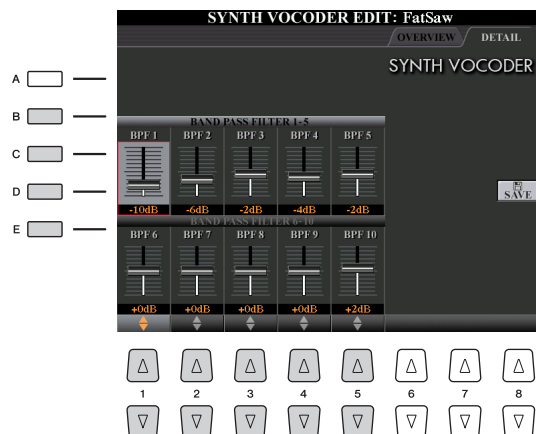 SYNTH VOCODER EDIT: FatSaw
OVERVIEW DETAIL
SYNTH VOCODER
A
B
C
D
E
BAND PASS FILTER 1-5
BPF 1 BPF 2 BPF 3 BPF 4 BPF 5
-10dB -6dB -2dB -4dB -2dB
SAVE
BAND PASS FILTER 6-10
BPF 6 BPF 7 BPF 8 BPF 9 BPF 10
+0dB +0dB +0dB +0dB +2dB
1 2 3 4 5 6 7 8